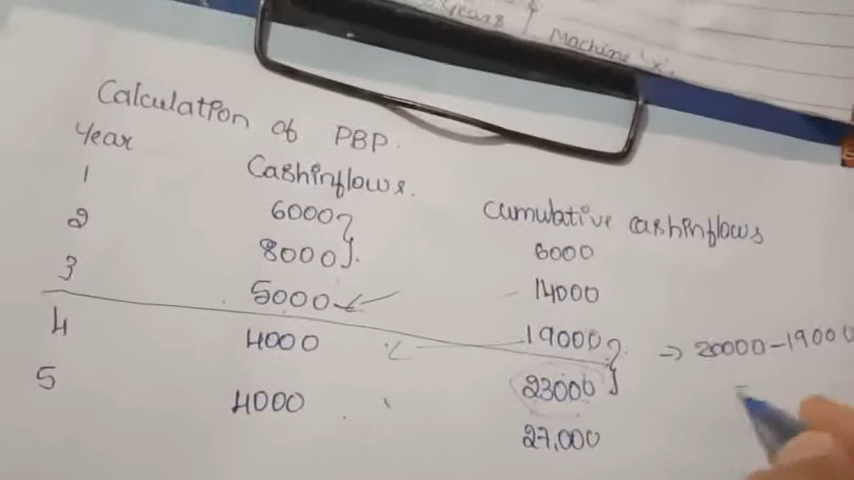 years
Machine 'x'.
Calculation of PBP.
Year Cashinflows. Cumulative cashinflows
1 6000 6000
2 8000 14000
3 5000 19000 → 20000-19000
4 4000 23000
5 4000 27,000